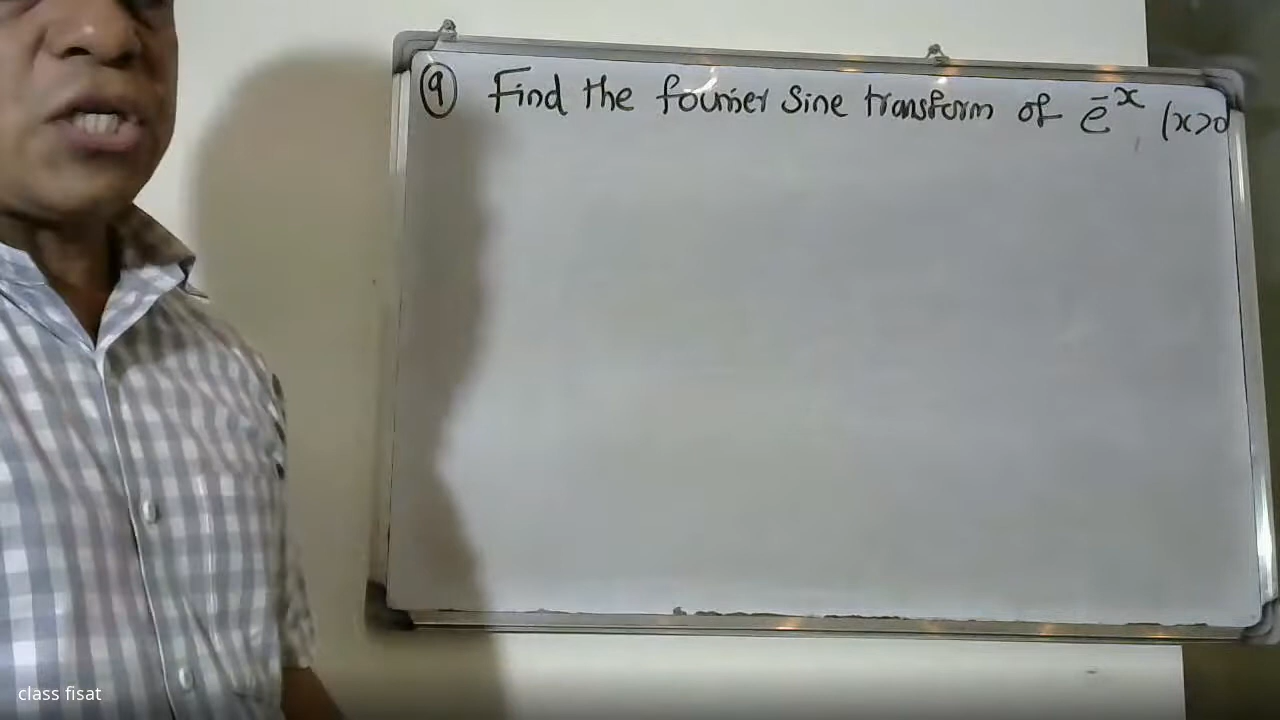 9 Find the fourier Sine transform of e⁻ˣ (x>0
class fisat